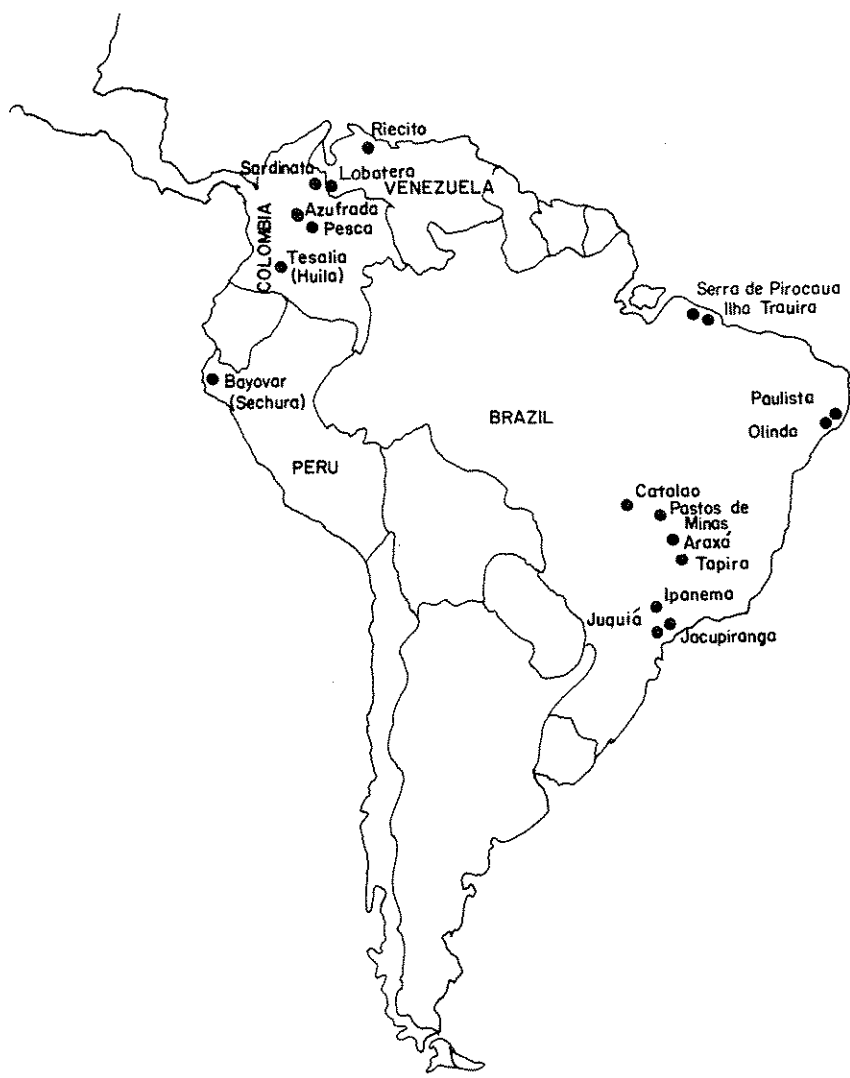 Riecito
Sardinata
Lobatera
VENEZUELA
Azufrada
Pesca
COLOMBIA
Tesalia
(Huila)
Serra de Pirocaua
Ilha Trauira
Bayovar
(Sechura)
Paulista
Olinda
BRAZIL
PERU
Catalao
Pastos de
Minas
Araxá
Tapira
Ipanema
Juquiá
Jacupiranga